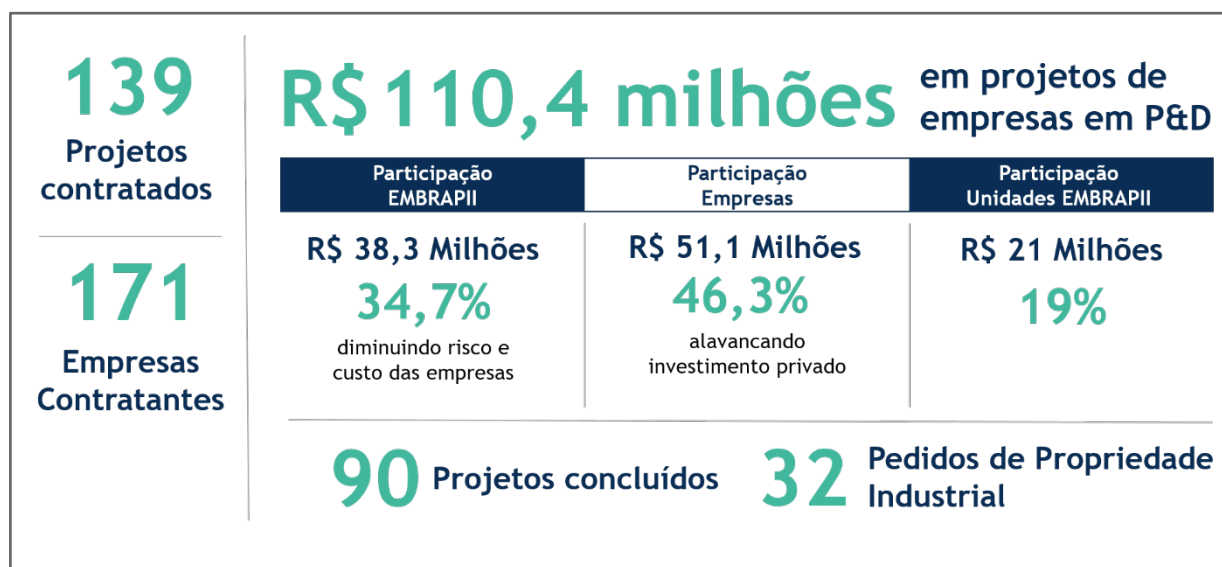 139
Projetos
contratados
171
Empresas
Contratantes
R$ 110,4 milhões
em projetos de
empresas em P&D
Participação
EMBRAPII
R$ 38,3 Milhões
34,7%
diminuindo risco e
custo das empresas
Participação
Empresas
R$ 51,1 Milhões
46,3%
alavancando
investimento privado
Participação
Unidades EMBRAPII
R$ 21 Milhões
19%
90 Projetos concluídos
32
Pedidos de Propriedade
Industrial